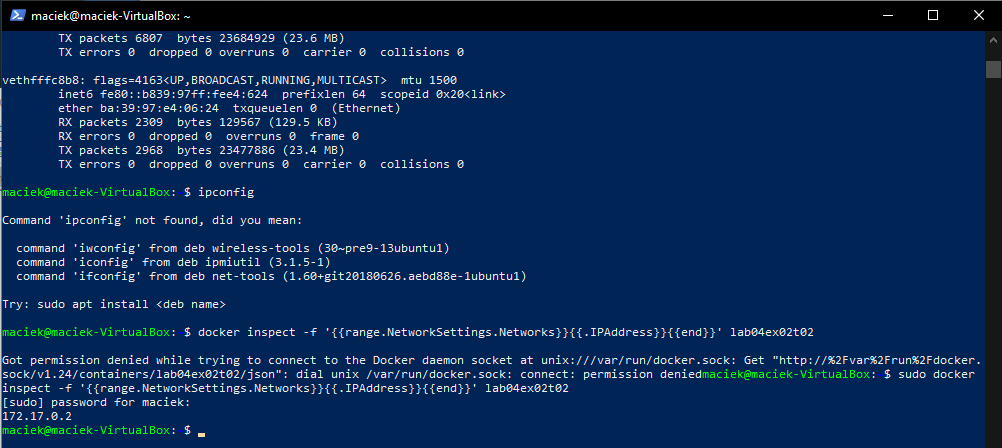 maciek@maciek-VirtualBox: ~
TX packets 6807  bytes 23684929 (23.6 MB)
TX errors 0  dropped 0 overruns 0  carrier 0  collisions 0
vethfffc8b8: flags=4163<UP,BROADCAST,RUNNING,MULTICAST>  mtu 1500
inet6 fe80::b839:97ff:fee4:624  prefixlen 64  scopeid 0x20<link>
ether ba:39:97:e4:06:24  txqueuelen 0  (Ethernet)
RX packets 2309  bytes 129567 (129.5 KB)
RX errors 0  dropped 0  overruns 0  frame 0
TX packets 2968  bytes 23477886 (23.4 MB)
TX errors 0  dropped 0 overruns 0  carrier 0  collisions 0
maciek@maciek-VirtualBox: $ ipconfig
Command 'ipconfig' not found, did you mean:
command 'iwconfig' from deb wireless-tools (30~pre9-13ubuntu1)
command 'iconfig' from deb ipmiutil (3.1.5-1)
command 'ifconfig' from deb net-tools (1.60+git20180626.aebd88e-1ubuntu1)
Try: sudo apt install <deb name>
maciek@maciek-VirtualBox: $ docker inspect -f '{{range.NetworkSettings.Networks}}{{.IPAddress}}{{end}}' lab04ex02t02
Got permission denied while trying to connect to the Docker daemon socket at unix:///var/run/docker.sock: Get "http://%2Fvar%2Frun%2Fdocker.
sock/v1.24/containers/lab04ex02t02/json": dial unix /var/run/docker.sock: connect: permission deniedmaciek@maciek-VirtualBox: $ sudo docker
inspect -f '{{range.NetworkSettings.Networks}}{{.IPAddress}}{{end}}' lab04ex02t02
[sudo] password for maciek:
172.17.0.2
maciek@maciek-VirtualBox: $